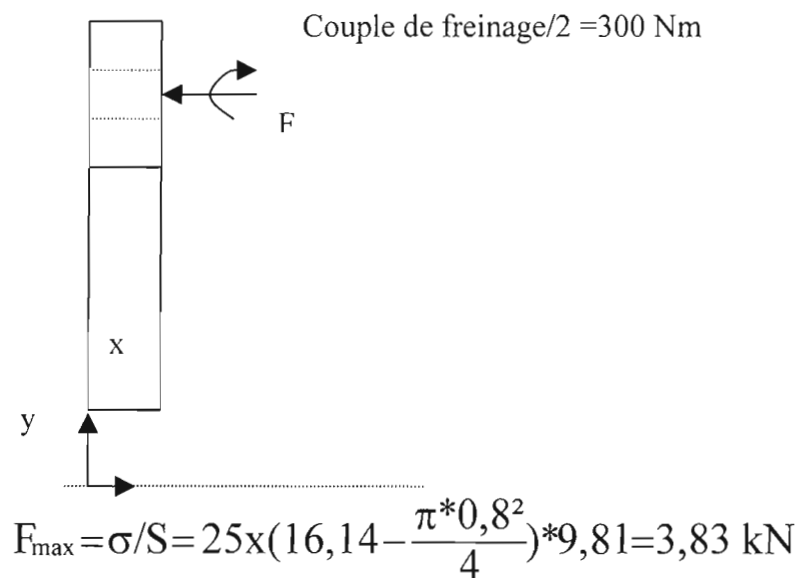 Couple de freinage/2 =300 Nm
F
x
y
Fmax=σ/S=25x(16,14−π*0,8²/4)*9,81=3,83 kN